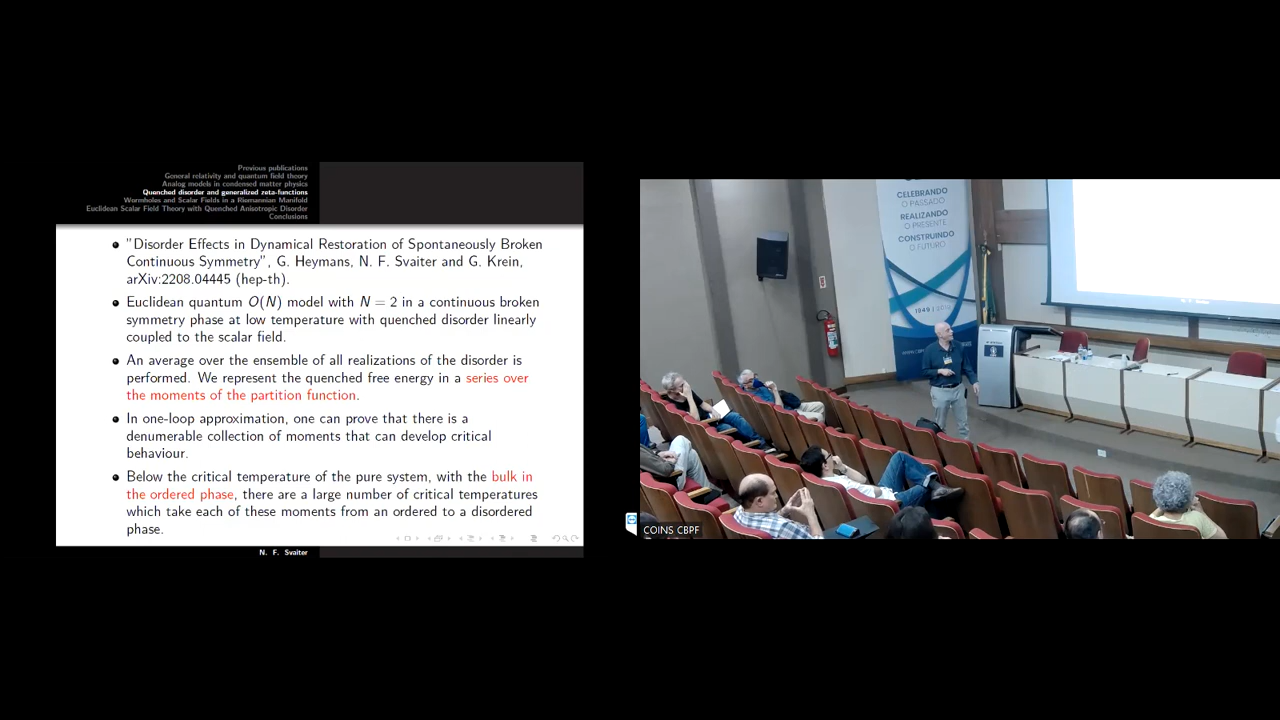 Previous publications
General relativity and quantum field theory
Analog models in condensed matter physics
Quenched disorder and generalized zeta-functions
Wormholes and Scalar Fields in a Riemannian Manifold
Euclidean Scalar Field Theory with Quenched Anisotropic Disorder
Conclusions
"Disorder Effects in Dynamical Restoration of Spontaneously Broken
Continuous Symmetry", G. Heymans, N. F. Svaiter and G. Krein,
arXiv:2208.04445 (hep-th).
Euclidean quantum O(N) model with N = 2 in a continuous broken
symmetry phase at low temperature with quenched disorder linearly
coupled to the scalar field.
An average over the ensemble of all realizations of the disorder is
performed. We represent the quenched free energy in a series over
the moments of the partition function.
In one-loop approximation, one can prove that there is a
denumerable collection of moments that can develop critical
behaviour.
Below the critical temperature of the pure system, with the bulk in
the ordered phase, there are a large number of critical temperatures
which take each of these moments from an ordered to a disordered
phase.
N. F. Svaiter
CELEBRANDO
O PASSADO
REALIZANDO
O PRESENTE
CONSTRUINDO
O FUTURO
COINS CBPF